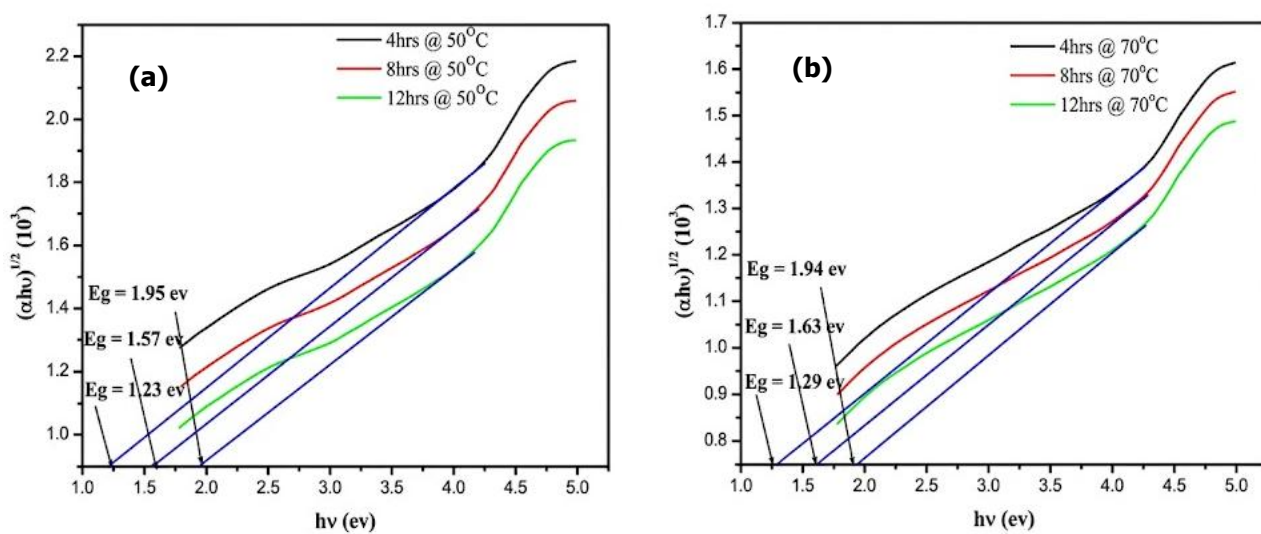 (a)
4hrs @ 50°C
8hrs @ 50°C
12hrs @ 50°C
2.2
2.0
1.8
1.6
1.4
1.2
1.0
(αhυ)^1/2 (10^3)
Eg = 1.95 ev
Eg = 1.57 ev
Eg = 1.23 ev
1.0 1.5 2.0 2.5 3.0 3.5 4.0 4.5 5.0
hν (ev)
(b)
4hrs @ 70°C
8hrs @ 70°C
12hrs @ 70°C
1.7
1.6
1.5
1.4
1.3
1.2
1.1
1.0
0.9
0.8
(αhυ)^1/2 (10^3)
Eg = 1.94 ev
Eg = 1.63 ev
Eg = 1.29 ev
1.0 1.5 2.0 2.5 3.0 3.5 4.0 4.5 5.0
hν (ev)